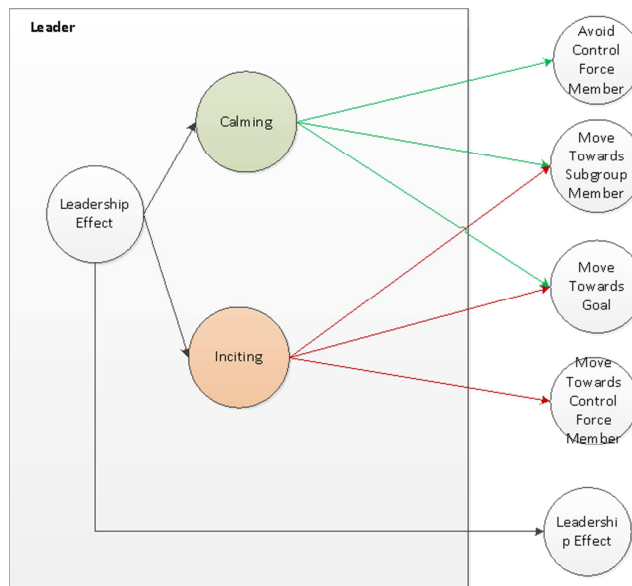 Leader
Calming
Leadership
Effect
Inciting
Avoid
Control
Force
Member
Move
Towards
Subgroup
Member
Move
Towards
Goal
Move
Towards
Control
Force
Member
Leadershi
p Effect